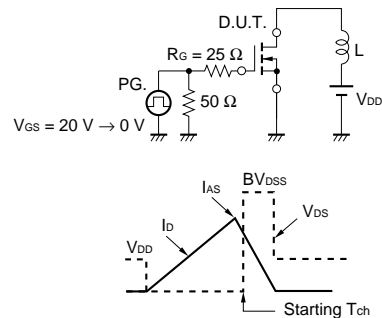 D.U.T.
RG = 25 Ω
L
PG.
50 Ω
VDD
VGS = 20 V → 0 V
BVDSS
IAS
VDS
ID
VDD
Starting Tch